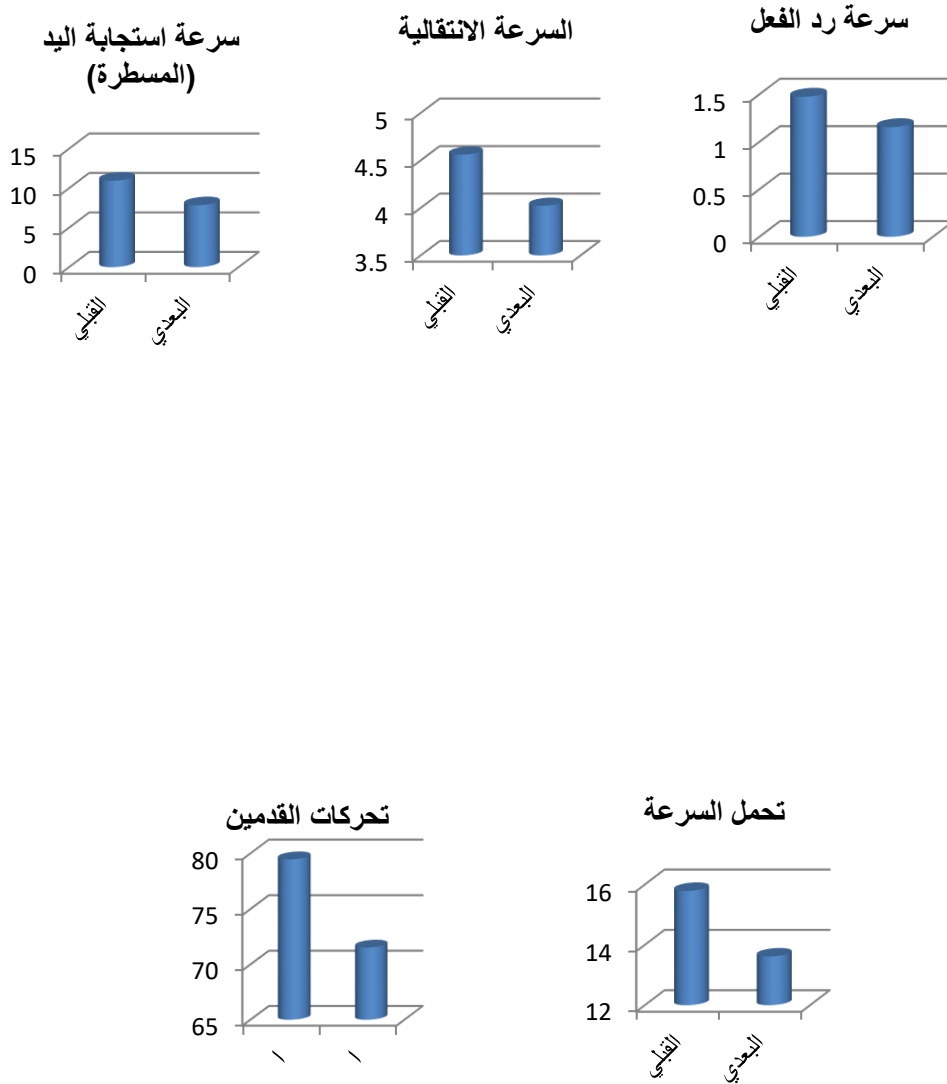 سرعة رد الفعل
1.5
1
0.5
0
القبلي
البعدي
السرعة الانتقالية
5
4.5
4
3.5
القبلي
البعدي
سرعة استجابة اليد
(المسطرة)
15
10
5
0
القبلي
البعدي
تحمل السرعة
16
14
12
القبلي
البعدي
تحركات القدمين
80
75
70
65
ا
ا